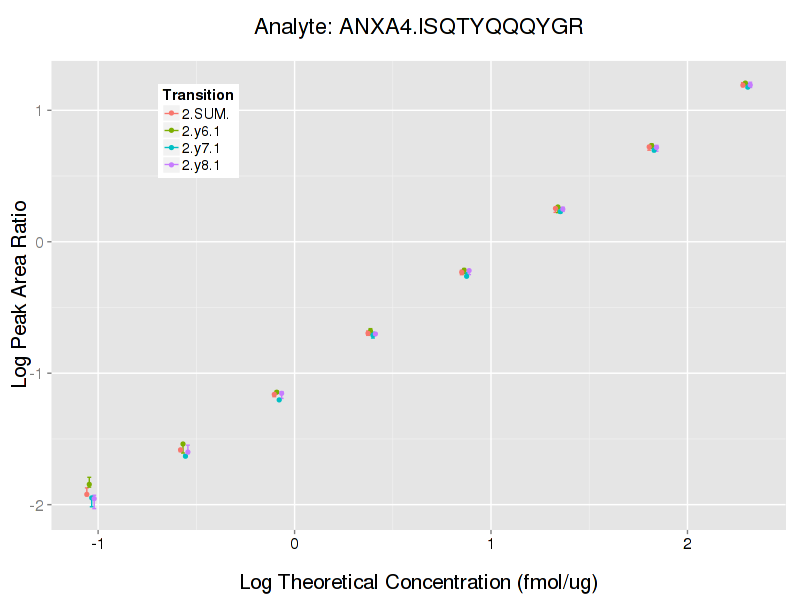 Analyte: ANXA4.ISQTYQQQYGR
Transition
2.SUM.
2.y6.1
2.y7.1
2.y8.1
Log Peak Area Ratio
1
0
-1
-2
-1 0 1 2
Log Theoretical Concentration (fmol/ug)